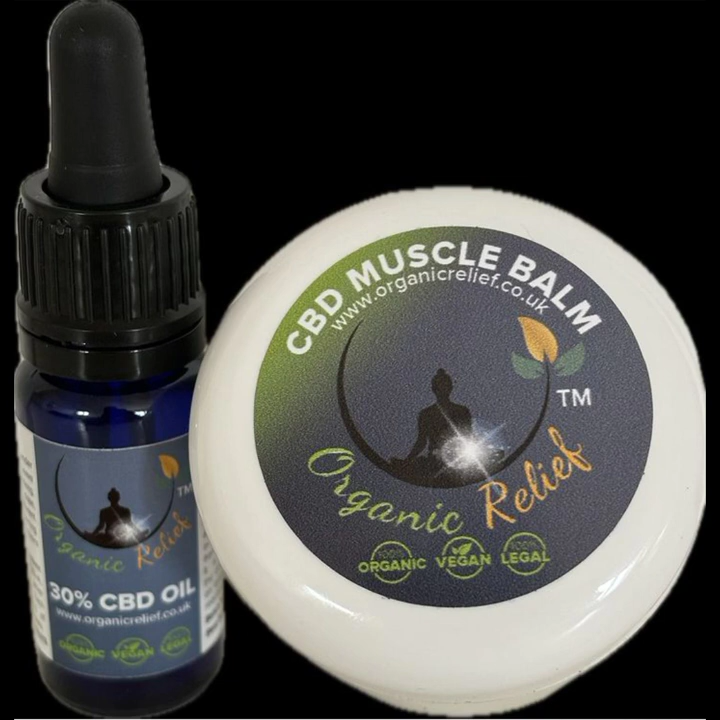 CBD MUSCLE BALM
www.organicrelief.co.uk
TM
Organic Relief
100% ORGANIC
VEGAN
100% LEGAL
TM
Organic Relief
30% CBD OIL
www.organicrelief.co.uk
ORGANIC VEGAN LEGAL